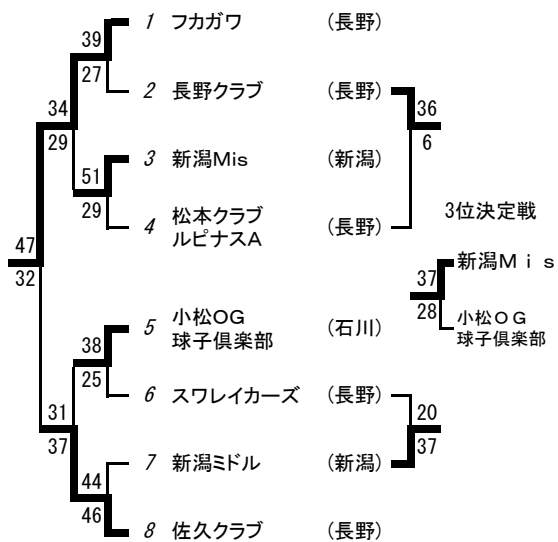 1 フカガワ (長野)
39
27
2 長野クラブ (長野)
36
6
34
29
3 新潟Mis (新潟)
51
29
4 松本クラブ
ルピナスA (長野)
3位決定戦
47
32
新潟Mis
37
28
小松OG
球子倶楽部
5 小松OG
球子倶楽部 (石川)
38
25
6 スワレイカーズ (長野)
20
37
31
37
7 新潟ミドル (新潟)
44
46
8 佐久クラブ (長野)